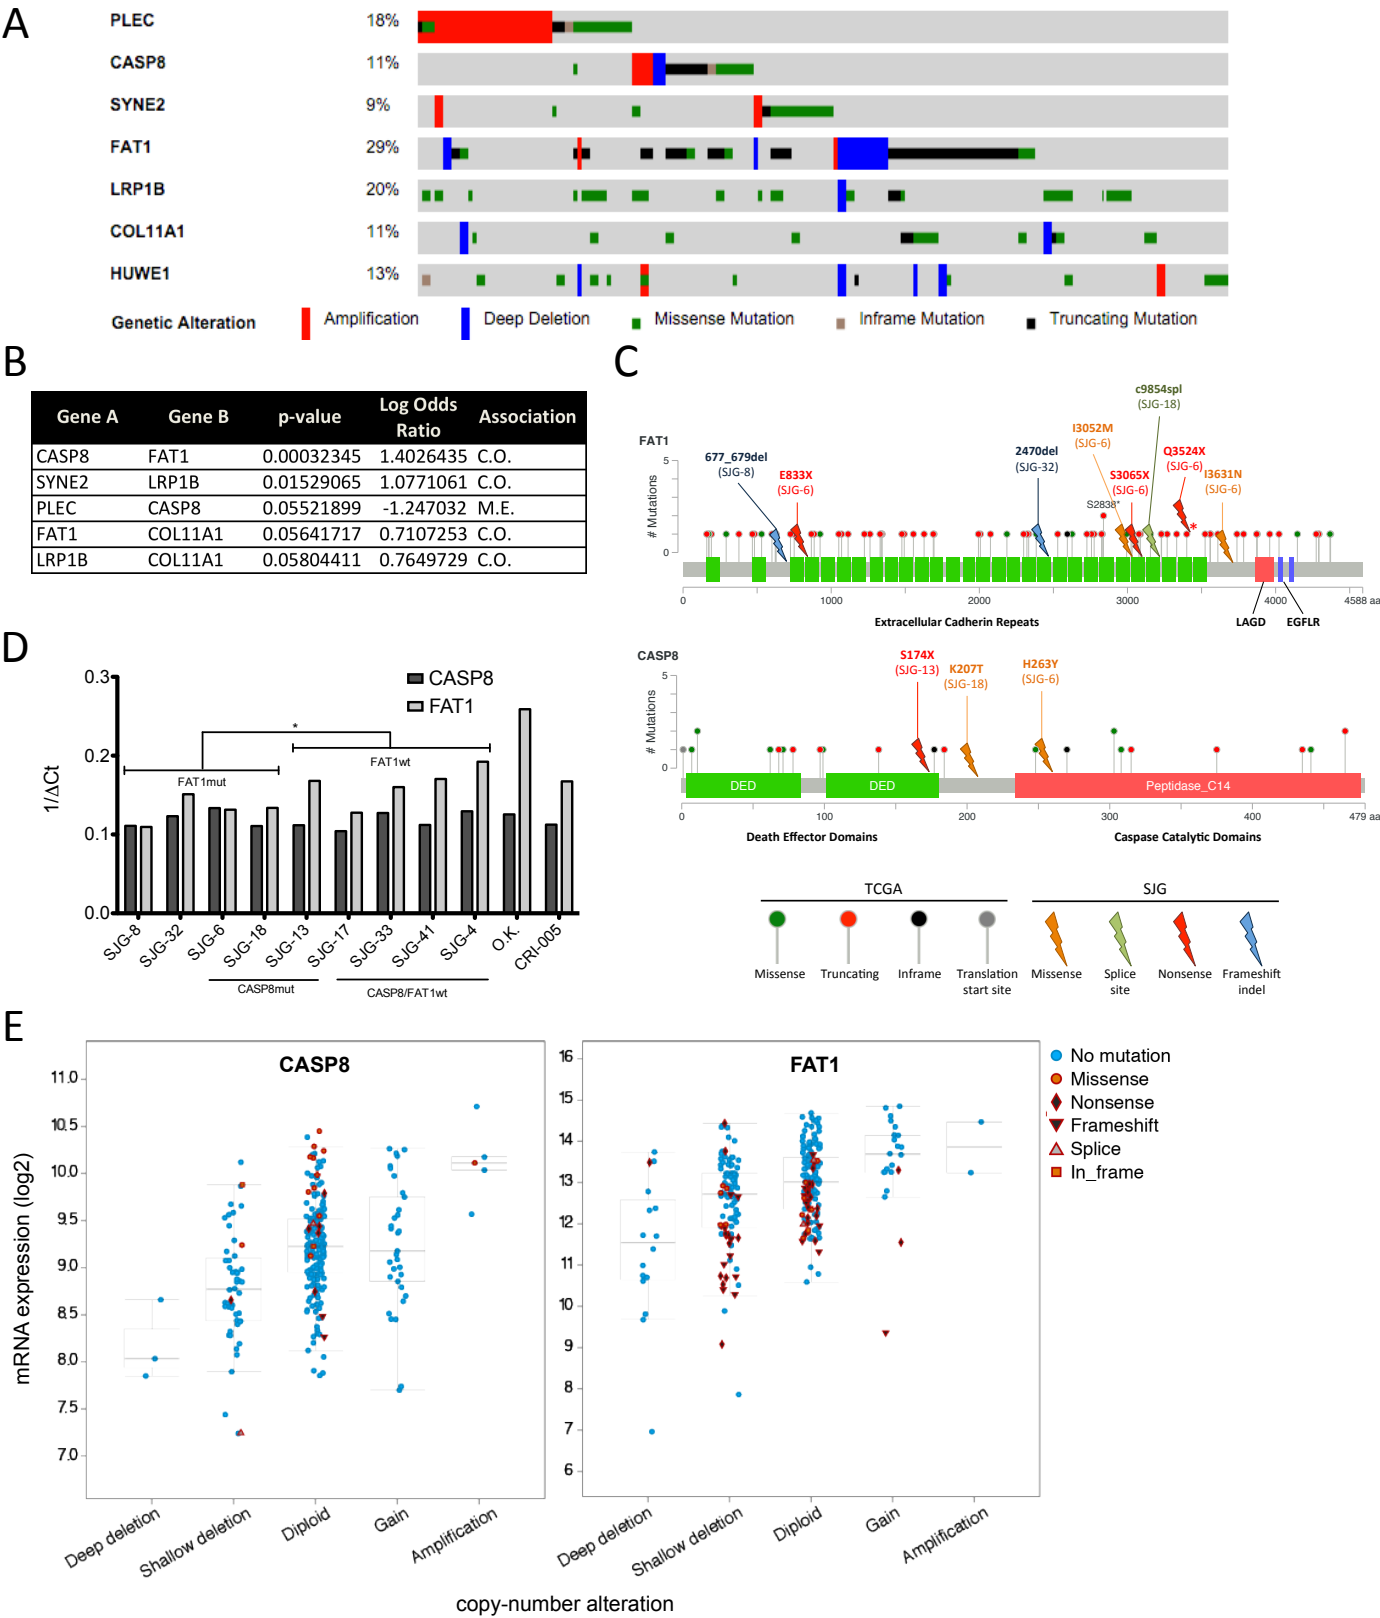 A
PLEC 18%
CASP8 11%
SYNE2 9%
FAT1 29%
LRP1B 20%
COL11A1 11%
HUWE1 13%
Genetic Alteration Amplification Deep Deletion Missense Mutation Inframe Mutation Truncating Mutation
B
Gene A Gene B p-value Log Odds Ratio Association
CASP8 FAT1 0.00032345 1.4026435 C.O.
SYNE2 LRP1B 0.01529065 1.0771061 C.O.
PLEC CASP8 0.05521899 -1.247032 M.E.
FAT1 COL11A1 0.05641717 0.7107253 C.O.
LRP1B COL11A1 0.05804411 0.7649729 C.O.
C
FAT1
# Mutations
5
0
677_679del
(SJG-8)
E833X
(SJG-6)
2470del
(SJG-32)
I3052M
(SJG-6)
c9854spl
(SJG-18)
S3065X
(SJG-6)
Q3524X
(SJG-6)
I3631N
(SJG-6)
S2838*
*
0 1000 2000 3000 4000 4588 aa
Extracellular Cadherin Repeats
LAGD EGFLR
CASP8
# Mutations
5
0
S174X
(SJG-13)
K207T
(SJG-18)
H263Y
(SJG-6)
DED DED Peptidase_C14
0 100 200 300 400 479 aa
Death Effector Domains Caspase Catalytic Domains
TCGA SJG
Missense Truncating Inframe Translation start site
Missense Splice site Nonsense Frameshift indel
D
1/ΔCt
0.3
0.2
0.1
0.0
CASP8
FAT1
*
FAT1mut FAT1wt
SJG-8 SJG-32 SJG-6 SJG-18 SJG-13 SJG-17 SJG-33 SJG-41 SJG-4 O.K. CRI-005
CASP8mut CASP8/FAT1wt
E
mRNA expression (log2)
CASP8
11.0
10.5
10.0
9.5
9.0
8.5
8.0
7.5
7.0
Deep deletion Shallow deletion Diploid Gain Amplification
FAT1
16
15
14
13
12
11
10
9
8
7
6
Deep deletion Shallow deletion Diploid Gain Amplification
No mutation
Missense
Nonsense
Frameshift
Splice
In_frame
copy-number alteration